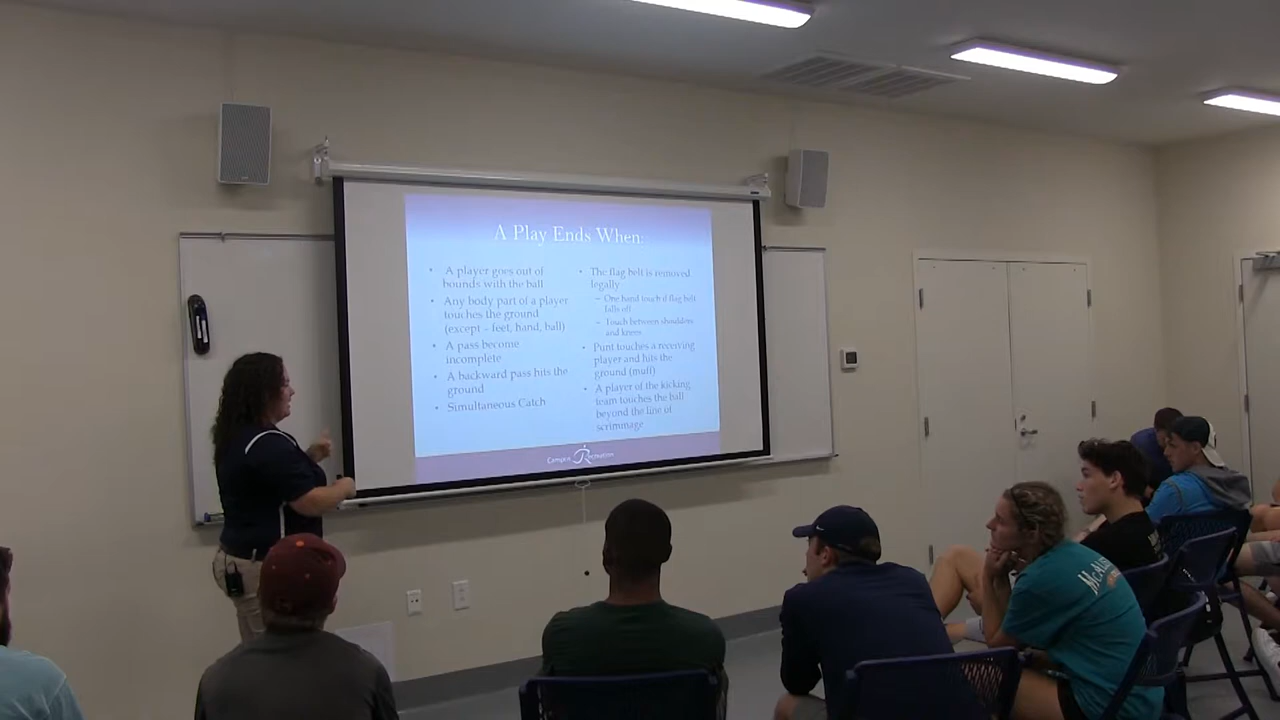 A Play Ends When:
• A player goes out of
bounds with the ball
• Any body part of a player
touches the ground
(except – feet, hand, ball)
• A pass become
incomplete
• A backward pass hits the
ground
• Simultaneous Catch
• The flag belt is removed
legally
– One hand touch if flag belt
falls off
– Touch between shoulders
and knees
• Punt touches a receiving
player and hits the
ground (muff)
• A player of the kicking
team touches the ball
beyond the line of
scrimmage
Campus Recreation